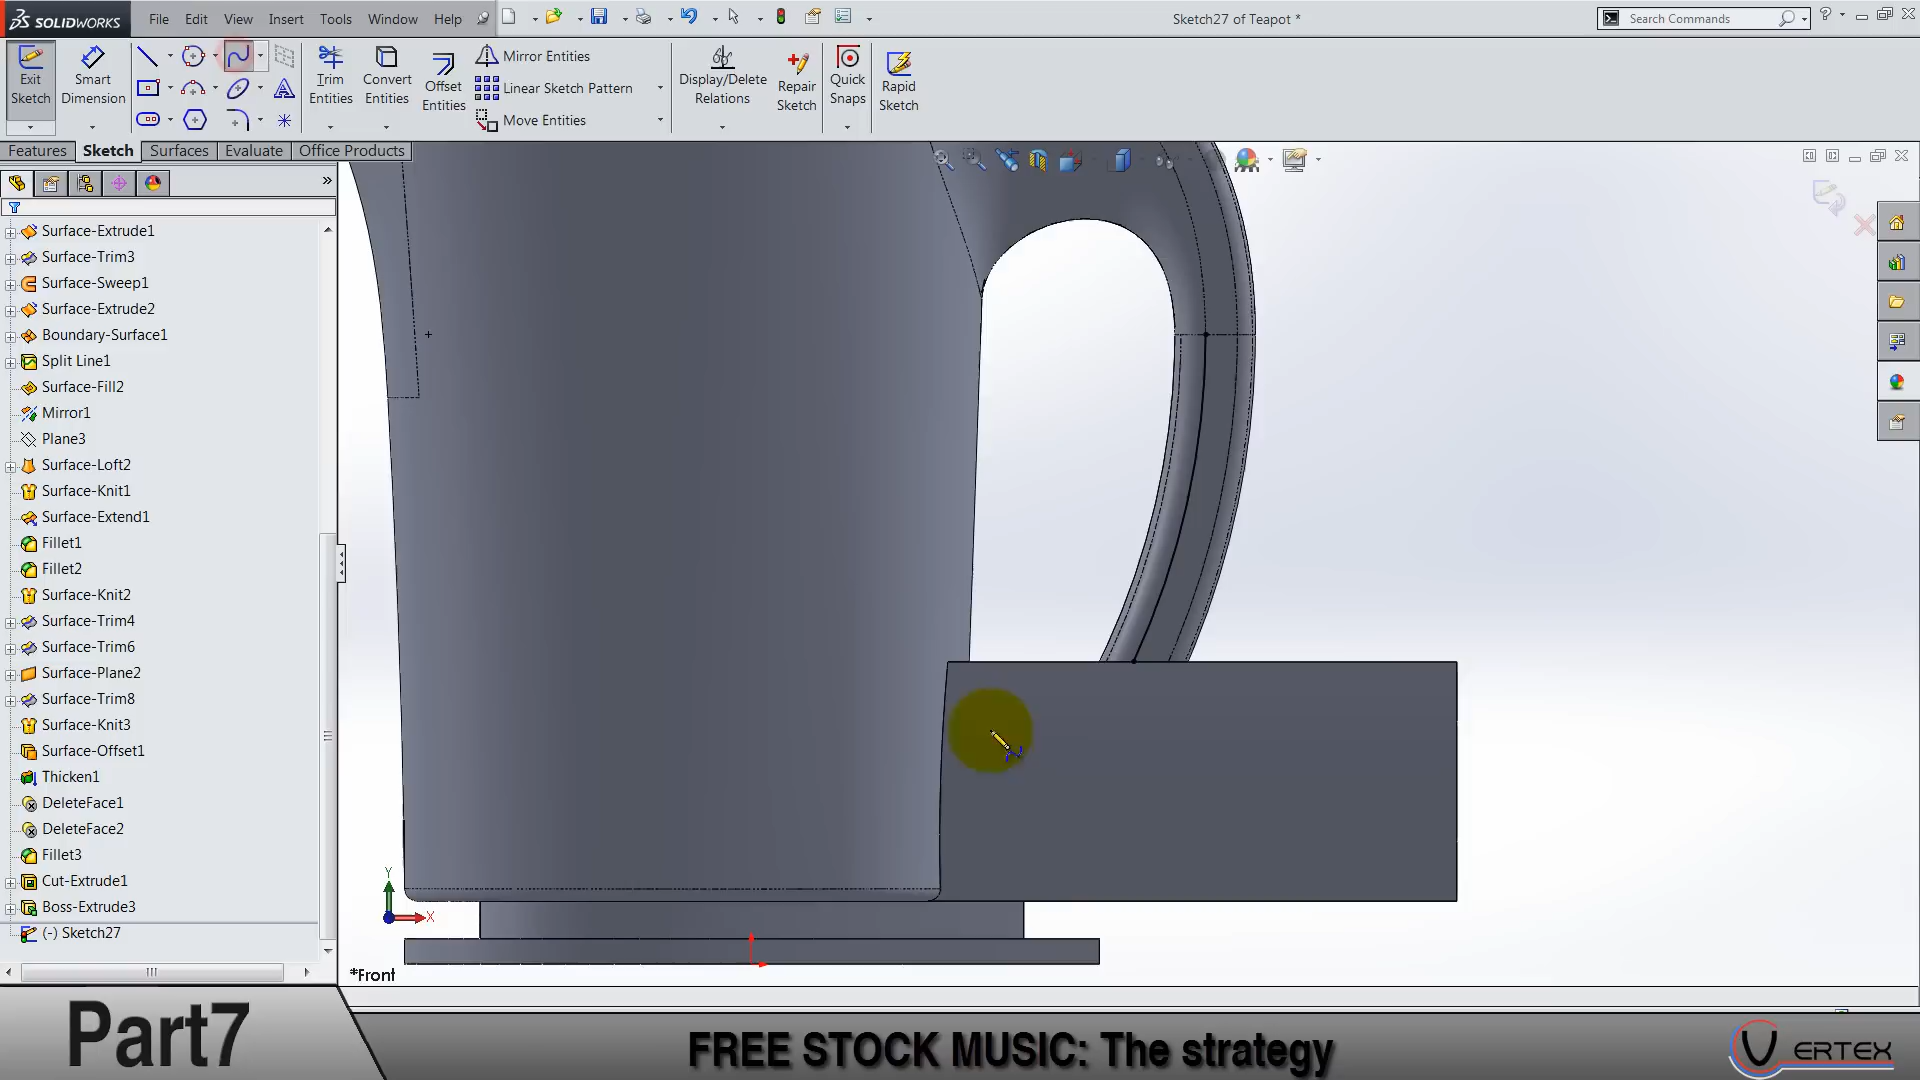 SOLIDWORKS File Edit View Insert Tools Window Help Sketch27 of Teapot * Search Commands
Exit Sketch Smart Dimension Trim Entities Convert Entities Offset Entities Mirror Entities Linear Sketch Pattern Move Entities Display/Delete Relations Repair Sketch Quick Snaps Rapid Sketch
Features Sketch Surfaces Evaluate Office Products
Surface-Extrude1
Surface-Trim3
Surface-Sweep1
Surface-Extrude2
Boundary-Surface1
Split Line1
Surface-Fill2
Mirror1
Plane3
Surface-Loft2
Surface-Knit1
Surface-Extend1
Fillet1
Fillet2
Surface-Knit2
Surface-Trim4
Surface-Trim6
Surface-Plane2
Surface-Trim8
Surface-Knit3
Surface-Offset1
Thicken1
DeleteFace1
DeleteFace2
Fillet3
Cut-Extrude1
Boss-Extrude3
(-) Sketch27
Y
X
*Front
Part7
FREE STOCK MUSIC: The strategy
VERTEX